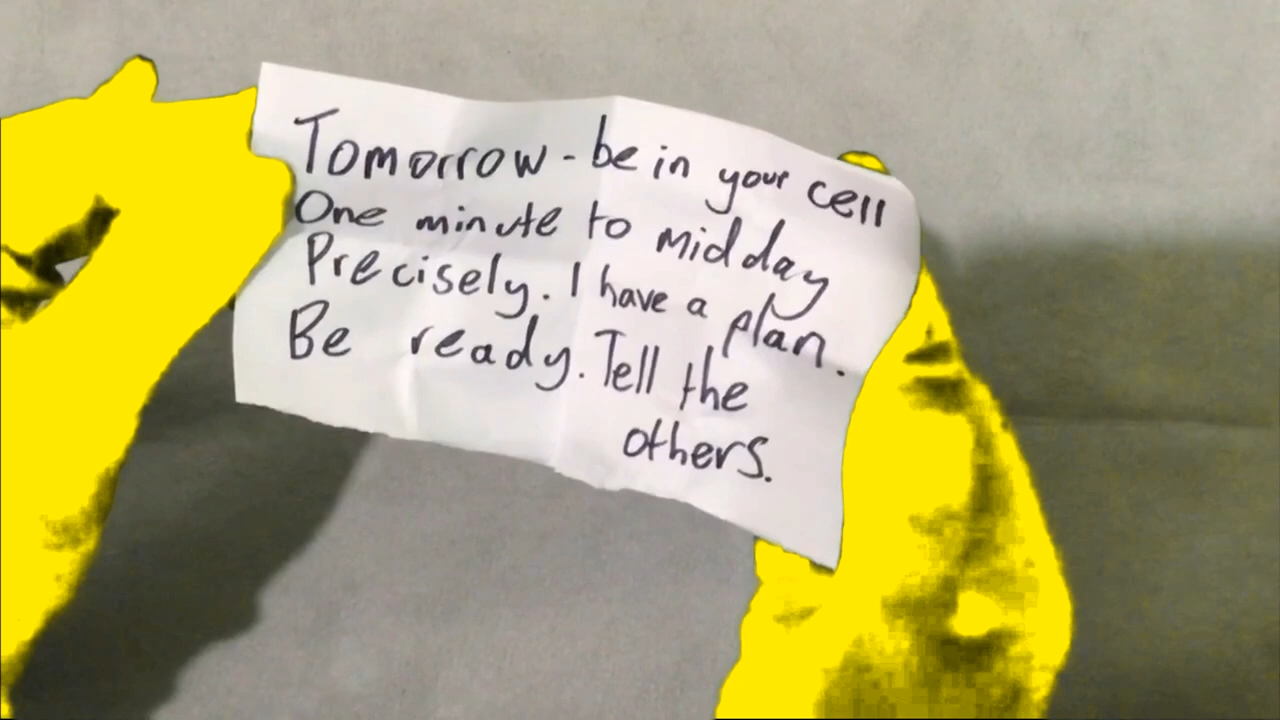 Tomorrow - be in your cell
One minute to midday
Precisely. I have a plan.
Be ready. Tell the
others.